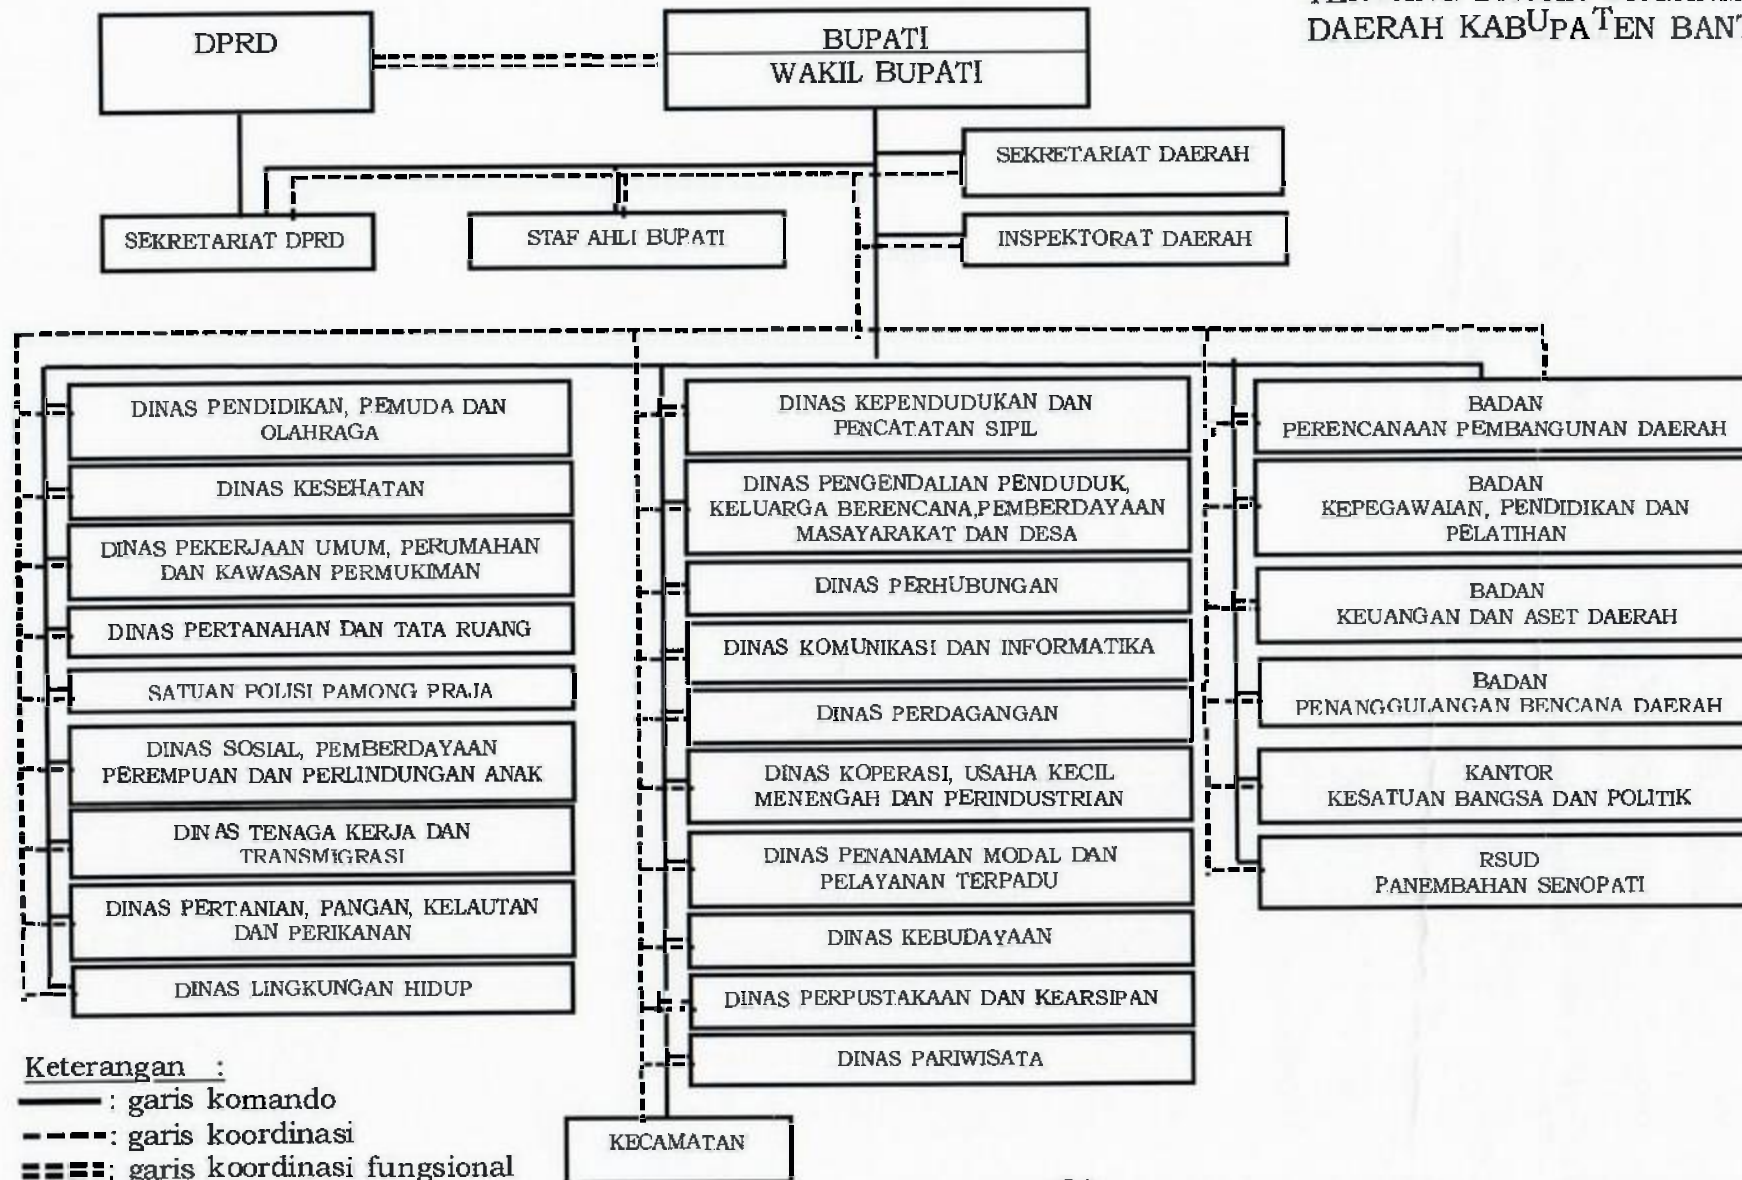 DAERAH KABUPATEN
DPRD
BUPATI
WAKIL BUPATI
SEKRETARIAT DAERAH
SEKRETARIAT DPRD
STAF AHLI BUPATI
INSPEKTORAT DAERAH
DINAS PENDIDIKAN, PEMUDA DAN
OLAHRAGA
DINAS KESEHATAN
DINAS PEKERJAAN UMUM, PERUMAHAN
DAN KAWASAN PERMUKIMAN
DINAS PERTANAHAN DAN TATA RUANG
SATUAN POLISI PAMONG PRAJA
DINAS SOSIAL, PEMBERDAYAAN
PEREMPUAN DAN PERLINDUNGAN ANAK
DINAS TENAGA KERJA DAN
TRANSMIGRASI
DINAS PERTANIAN, PANGAN, KELAUTAN
DAN PERIKANAN
DINAS LINGKUNGAN HIDUP
DINAS KEPENDUDUKAN DAN
PENCATATAN SIPIL
DINAS PENGENDALIAN PENDUDUK,
KELUARGA BERENCANA,PEMBERDAYAAN
MASAYARAKAT DAN DESA
DINAS PERHUBUNGAN
DINAS KOMUNIKASI DAN INFORMATIKA
DINAS PERDAGANGAN
DINAS KOPERASI, USAHA KECIL
MENENGAH DAN PERINDUSTRIAN
DINAS PENANAMAN MODAL DAN
PELAYANAN TERPADU
DINAS KEBUDAYAAN
DINAS PERPUSTAKAAN DAN KEARSIPAN
DINAS PARIWISATA
KECAMATAN
BADAN
PERENCANAAN PEMBANGUNAN DAERAH
BADAN
KEPEGAWAIAN, PENDIDIKAN DAN
PELATIHAN
BADAN
KEUANGAN DAN ASET DAERAH
BADAN
PENANGGULANGAN BENCANA DAERAH
KANTOR
KESATUAN BANGSA DAN POLITIK
RSUD
PANEMBAHAN SENOPATI
Keterangan :
: garis komando
: garis koordinasi
: garis koordinasi fungsional